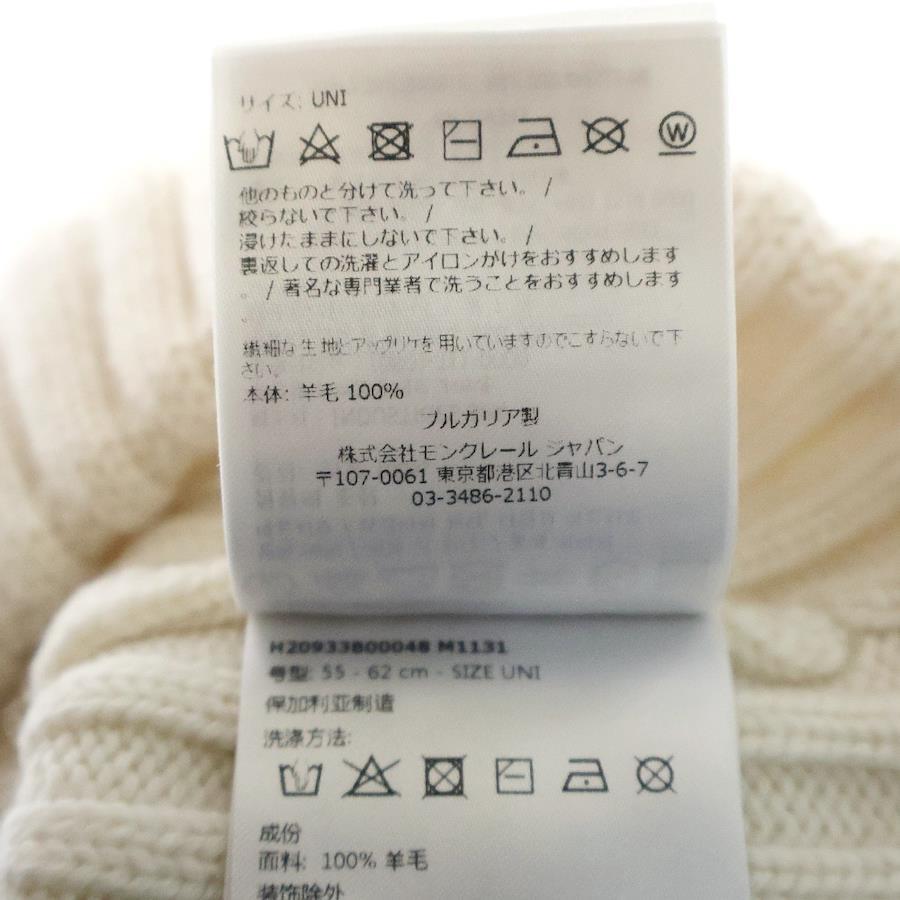 サイズ: UNI
W
他のものと分けて洗って下さい。 /
絞らないで下さい。 /
浸けたままにしないで下さい。 /
裏返しての洗濯とアイロンがけをおすすめします
。 / 著名な専門業者で洗うことをおすすめします
。
繊細な生地とアップリケを用いていますのでこすらないで下
さい。
本体: 羊毛 100%
ブルガリア製
株式会社モンクレール ジャパン
〒107-0061 東京都港区北青山3-6-7
03-3486-2110
H20933B00048 M1131
号型: 55 - 62 cm - SIZE UNI
保加利亚制造
洗涤方法:
成份
面料: 100% 羊毛
装饰除外